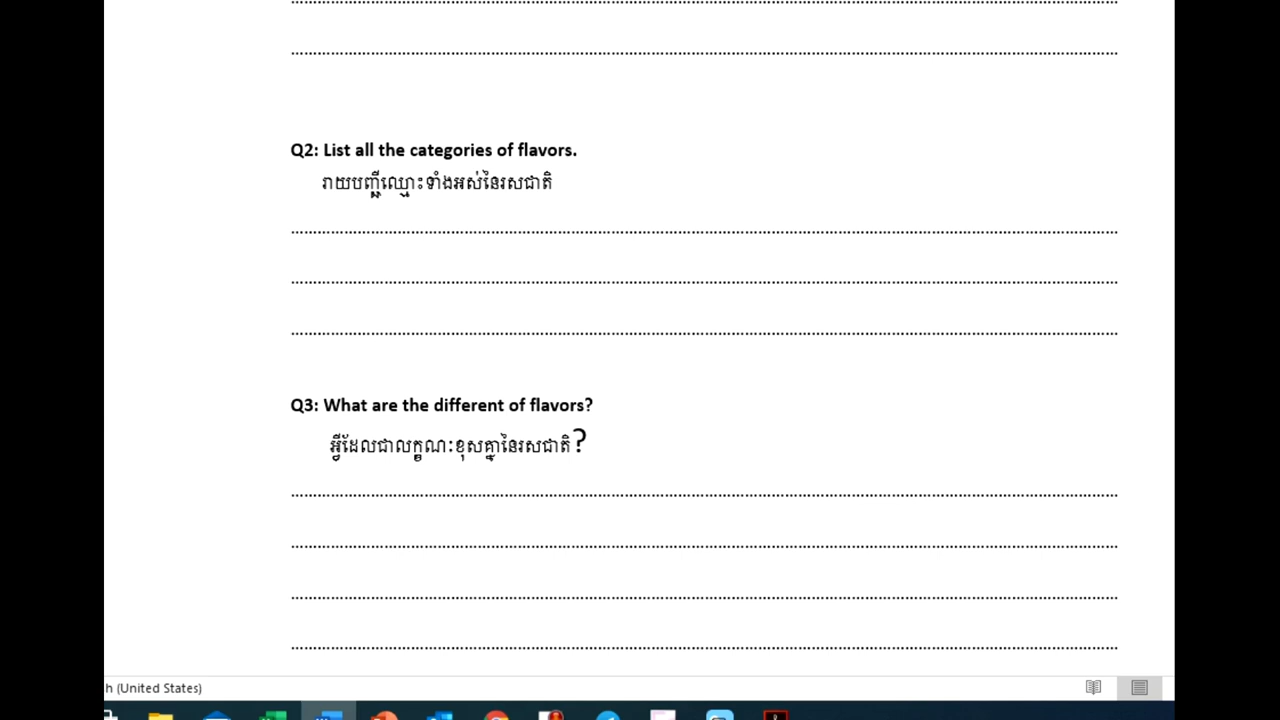 Q2: List all the categories of flavors.
រាយបញ្ជីឈ្មោះទាំងអស់នៃរសជាតិ
Q3: What are the different of flavors?
អ្វីដែលជាលក្ខណៈខុសគ្នានៃរសជាតិ?
h (United States)